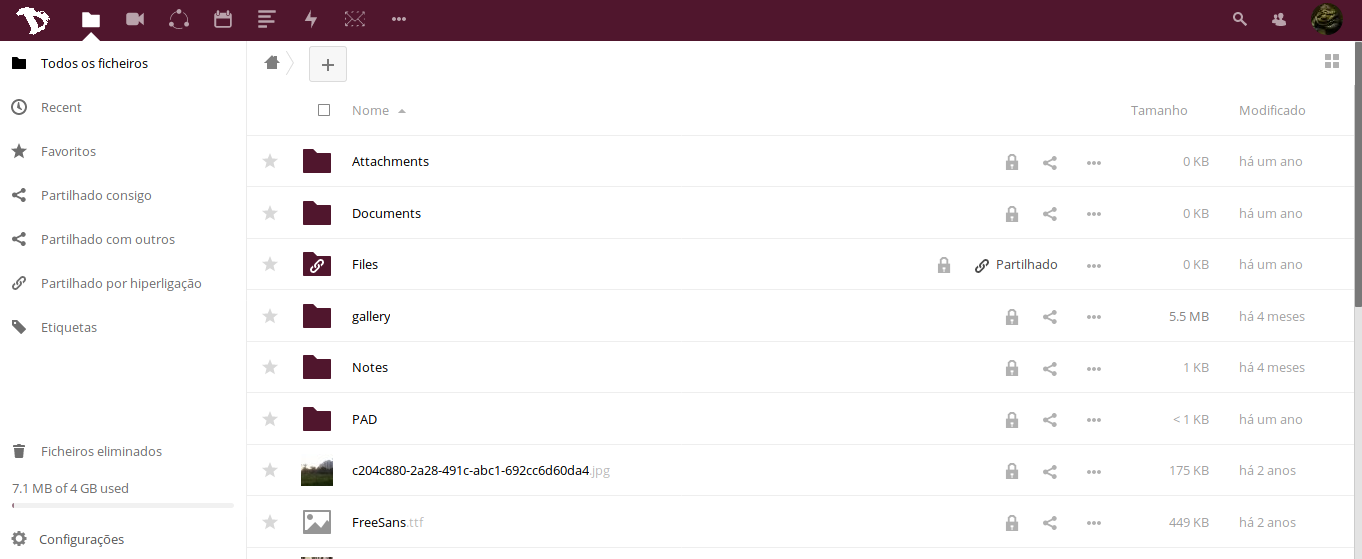 Todos os ficheiros
Recent
Favoritos
Partilhado consigo
Partilhado com outros
Partilhado por hiperligação
Etiquetas
Ficheiros eliminados
7.1 MB of 4 GB used
Configurações
Nome Tamanho Modificado
Attachments 0 KB há um ano
Documents 0 KB há um ano
Files Partilhado 0 KB há um ano
gallery 5.5 MB há 4 meses
Notes 1 KB há 4 meses
PAD < 1 KB há um ano
c204c880-2a28-491c-abc1-692cc6d60da4.jpg 175 KB há 2 anos
FreeSans.ttf 449 KB há 2 anos